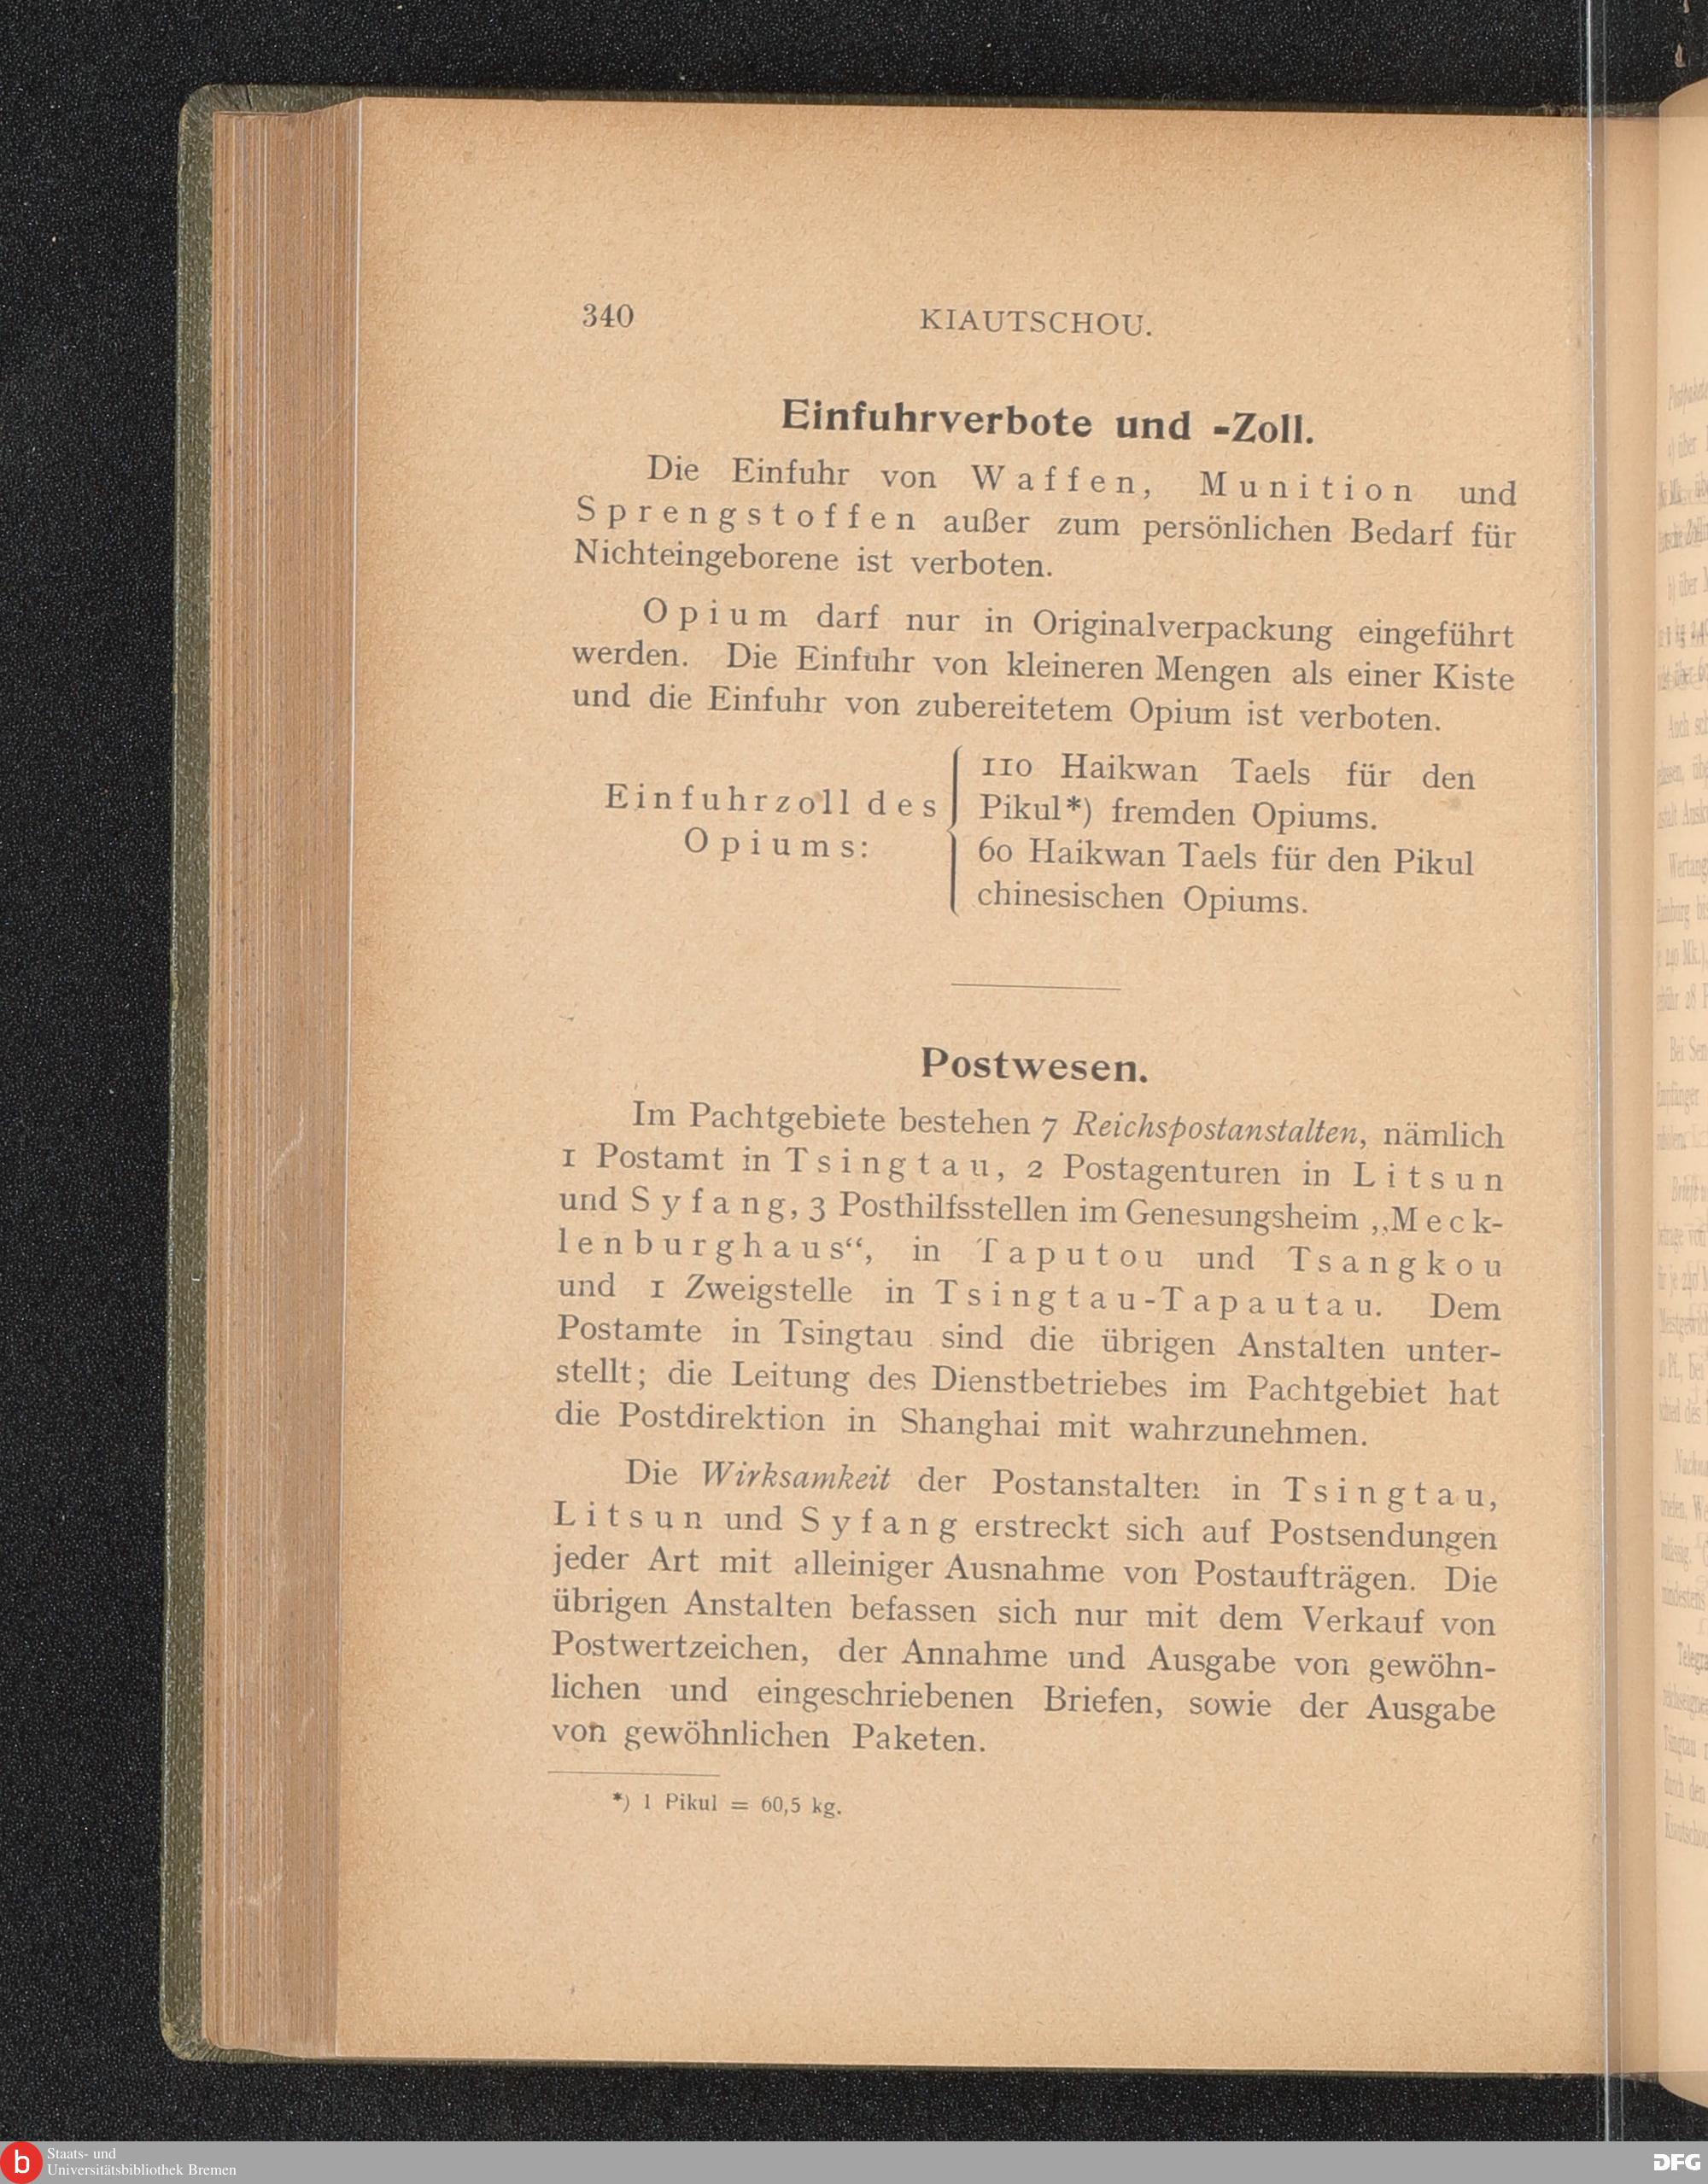 340
KIAUTSCHOU.
Einfuhrverbote und -Zoll.
Die Einfuhr von Waffen, Munition und
Sprengstoffen außer zum persönlichen Bedarf für
Nichteingeborene ist verboten.
Opium darf nur in Originalverpackung eingeführt
werden. Die Einfuhr von kleineren Mengen als einer Kiste
und die Einfuhr von zubereitetem Opium ist verboten.
Einfuhrzoll des
Opiums:
110 Haikwan Taels für den
Pikul*) fremden Opiums.
60 Haikwan Taels für den Pikul
chinesischen Opiums.
Postwesen.
Im Pachtgebiete bestehen 7 Reichspostanstalten, nämlich
1 Postamt in Tsingtau, 2 Postagenturen in Litsun
und Syfang, 3 Posthilfsstellen im Genesungsheim „Meck-
lenburghaus“, in Taputou und Tsangkou
und 1 Zweigstelle in Tsingtau-Tapautau. Dem
Postamte in Tsingtau sind die übrigen Anstalten unter-
stellt; die Leitung des Dienstbetriebes im Pachtgebiet hat
die Postdirektion in Shanghai mit wahrzunehmen.
Die Wirksamkeit der Postanstalten in Tsingtau,
Litsun und Syfang erstreckt sich auf Postsendungen
jeder Art mit alleiniger Ausnahme von Postaufträgen. Die
übrigen Anstalten befassen sich nur mit dem Verkauf von
Postwertzeichen, der Annahme und Ausgabe von gewöhn-
lichen und eingeschriebenen Briefen, sowie der Ausgabe
von gewöhnlichen Paketen.
*) 1 Pikul = 60,5 kg.
b
Staats- und
Universitätsbibliothek Bremen
DFG